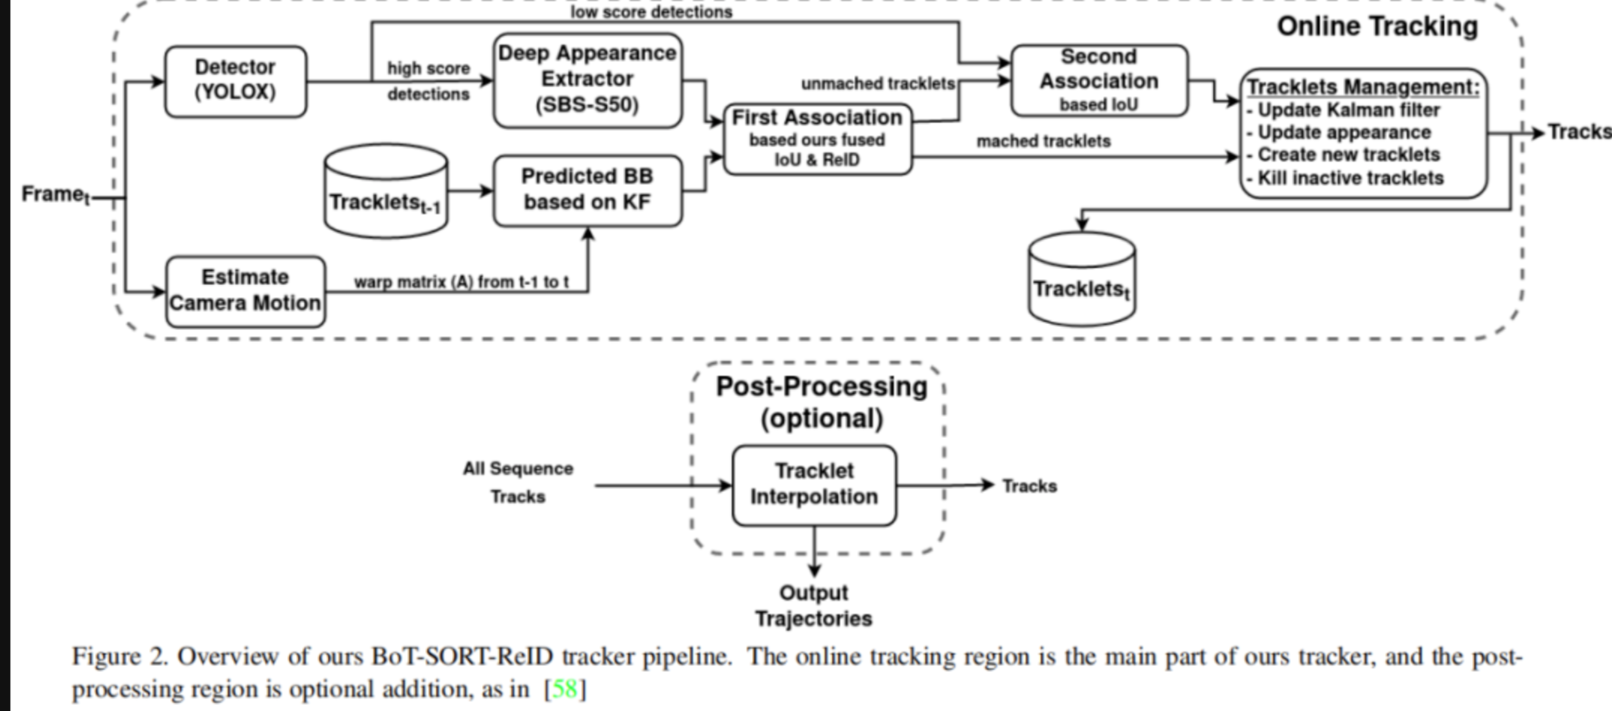 low score detections
Online Tracking
Detector
(YOLOX)
high score
detections
Deep Appearance
Extractor
(SBS-S50)
unmached tracklets
Second
Association
based IoU
First Association
based ours fused
IoU & ReID
mached tracklets
Tracklets Management:
- Update Kalman filter
- Update appearance
- Create new tracklets
- Kill inactive tracklets
Tracks
Frame_t
Tracklets_t-1
Predicted BB
based on KF
Estimate
Camera Motion
warp matrix (A) from t-1 to t
Tracklets_t
Post-Processing
(optional)
All Sequence
Tracks
Tracklet
Interpolation
Tracks
Output
Trajectories
Figure 2. Overview of ours BoT-SORT-ReID tracker pipeline. The online tracking region is the main part of ours tracker, and the post-
processing region is optional addition, as in [58]